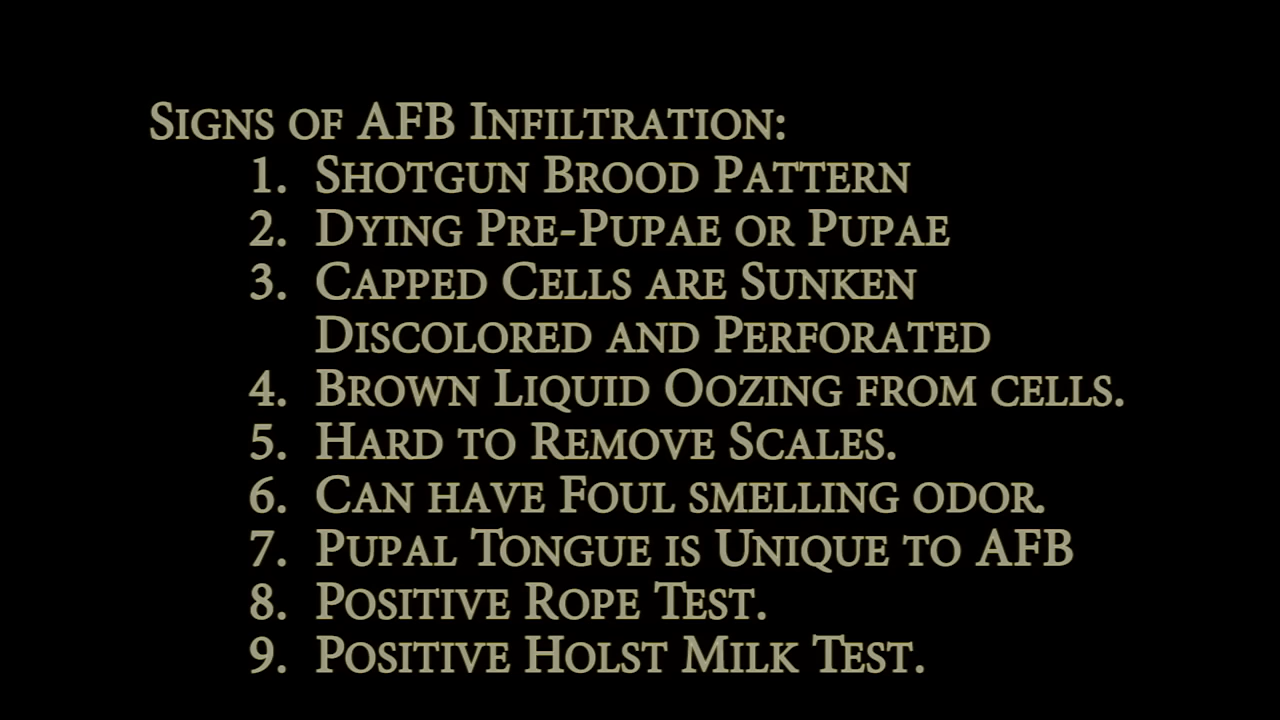 Signs of AFB Infiltration:
1. Shotgun Brood Pattern
2. Dying Pre-Pupae or Pupae
3. Capped Cells are Sunken
Discolored and Perforated
4. Brown Liquid Oozing from cells.
5. Hard to Remove Scales.
6. Can have Foul smelling odor.
7. Pupal Tongue is Unique to AFB
8. Positive Rope Test.
9. Positive Holst Milk Test.